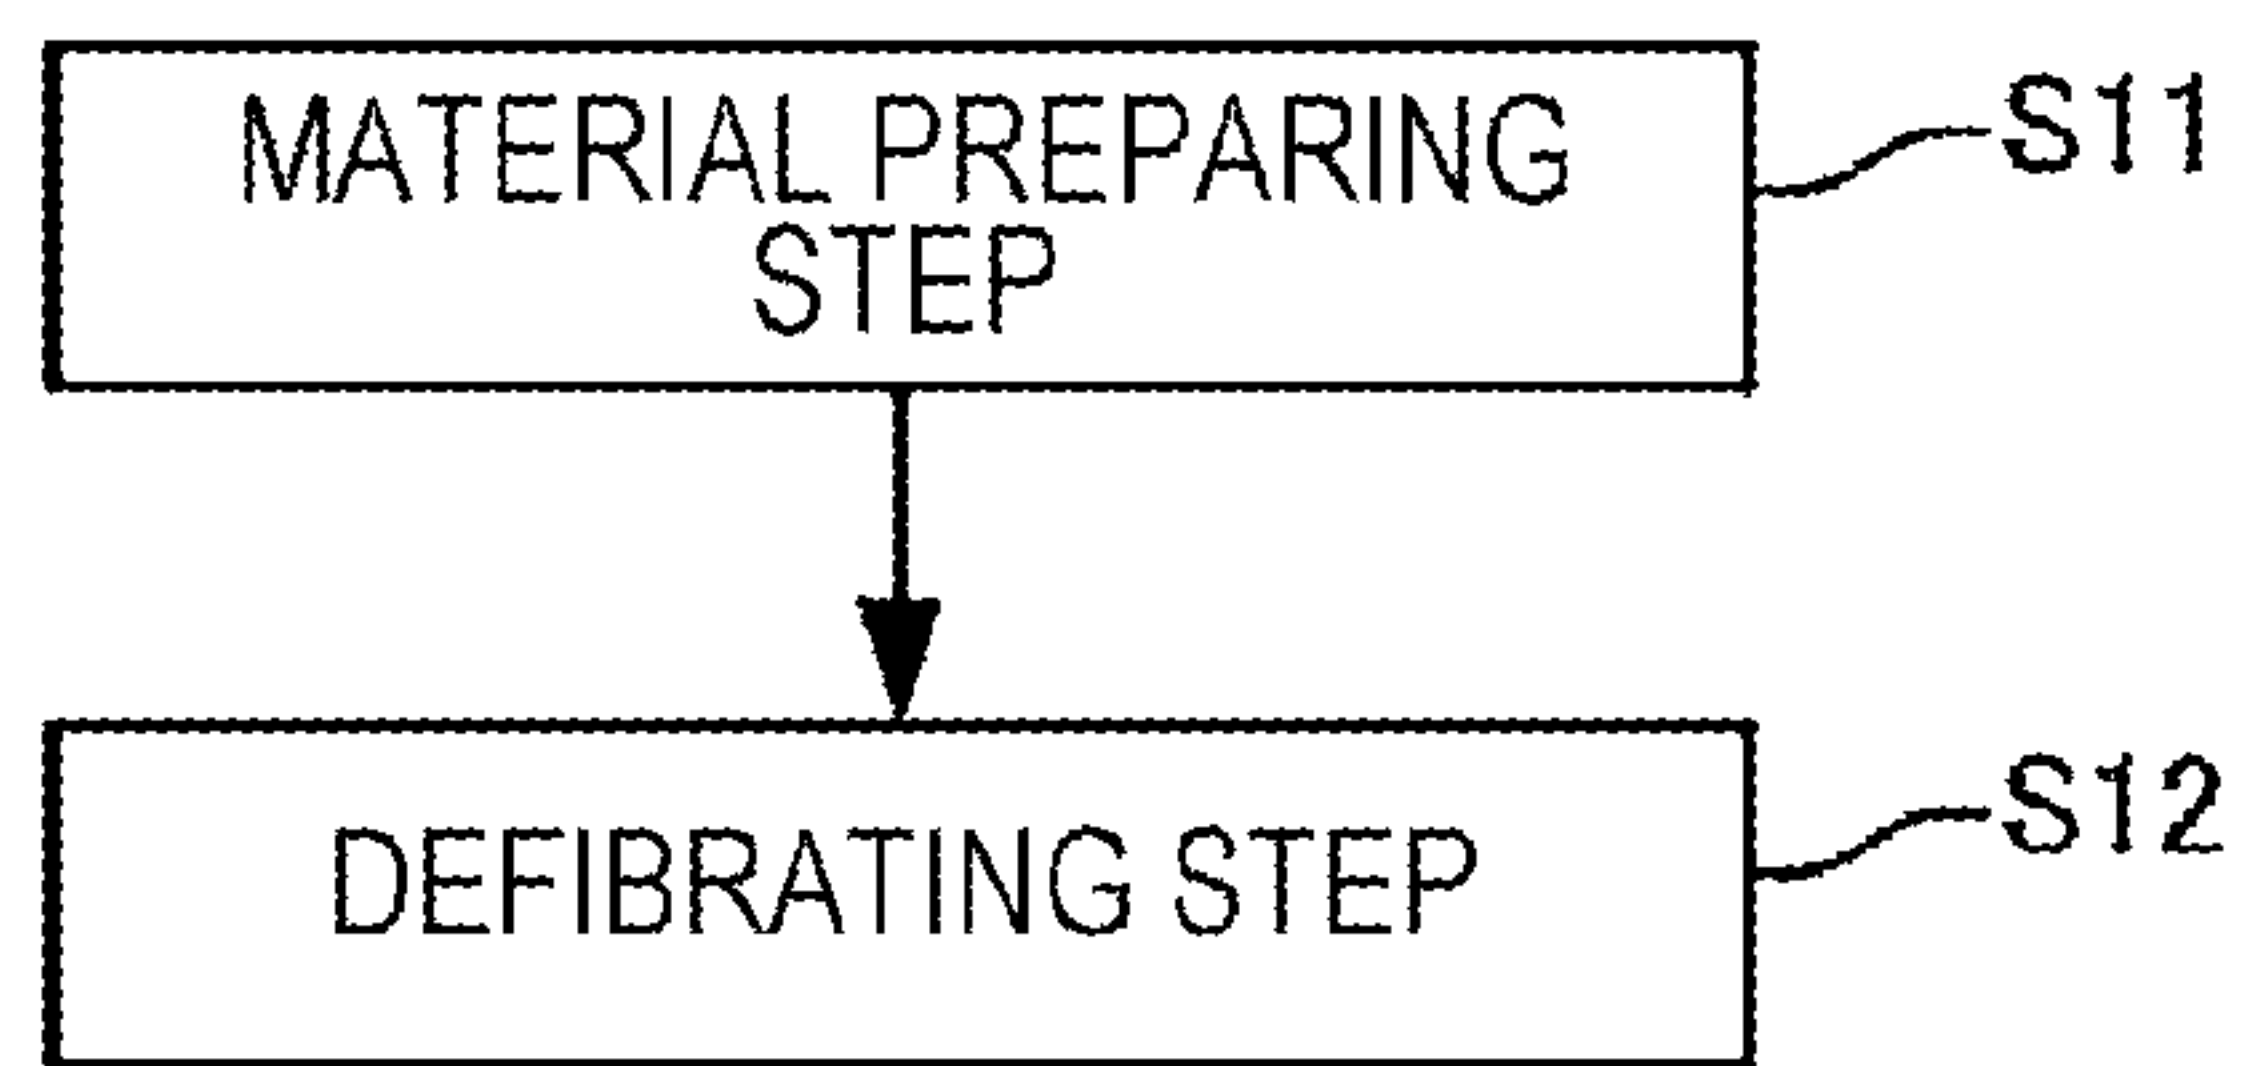 MATERIAL PREPARING
STEP
S11
DEFIBRATING STEP
S12